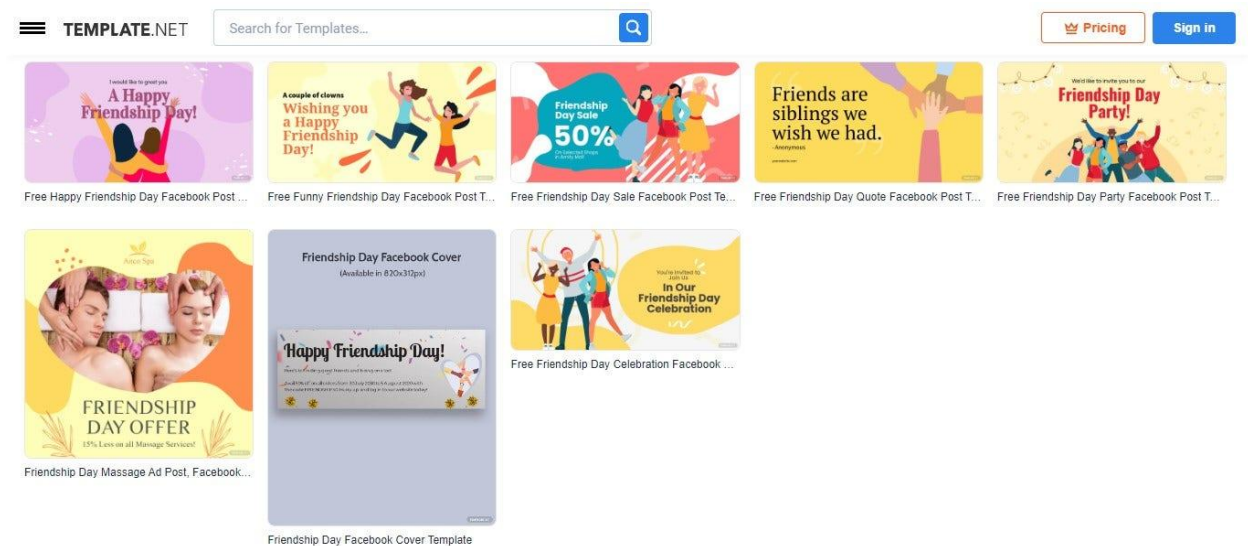 TEMPLATE.NET
Search for Templates...
Pricing
Sign in
I would like to greet you
A Happy
Friendship Day!
Free Happy Friendship Day Facebook Post ...
A couple of clowns
Wishing you
a Happy
Friendship
Day!
Free Funny Friendship Day Facebook Post T...
Friendship
Day Sale
50%
On Selected Shops
Free Friendship Day Sale Facebook Post Te...
Friends are
siblings we
wish we had.
- Anonymous
Free Friendship Day Quote Facebook Post T...
We'd like to invite you to our
Friendship Day
Party!
Free Friendship Day Party Facebook Post T...
Anco Spa
FRIENDSHIP
DAY OFFER
15% Less on all Massage Services!
Friendship Day Massage Ad Post, Facebook...
Friendship Day Facebook Cover
(Available in 820x312px)
Happy Friendship Day!
Friendship Day Facebook Cover Template
You're Invited to
Join Us
In Our
Friendship Day
Celebration
Free Friendship Day Celebration Facebook ...